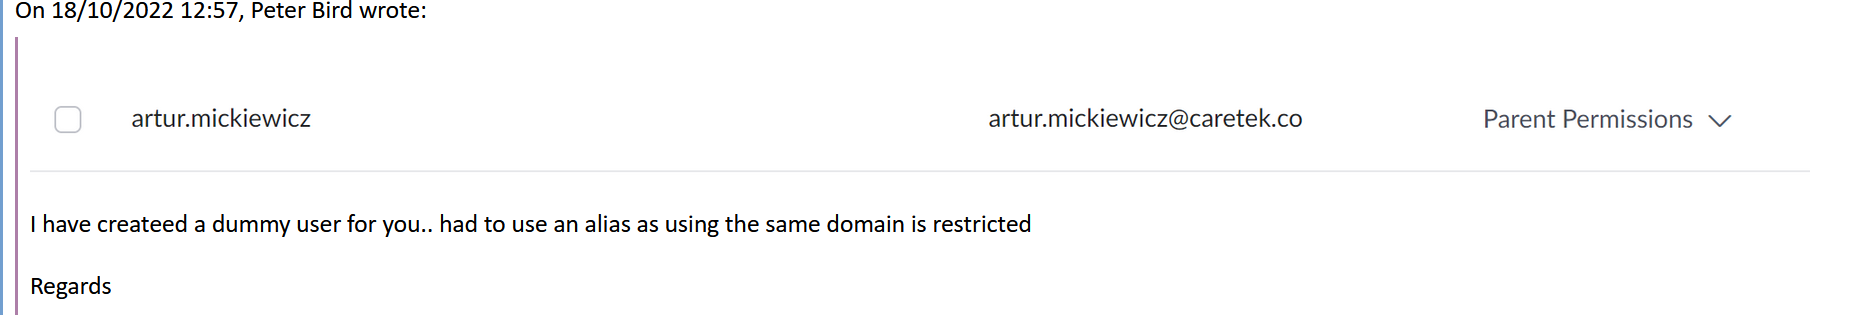 On 18/10/2022 12:57, Peter Bird wrote:
artur.mickiewicz artur.mickiewicz@caretek.co Parent Permissions
I have createed a dummy user for you.. had to use an alias as using the same domain is restricted
Regards